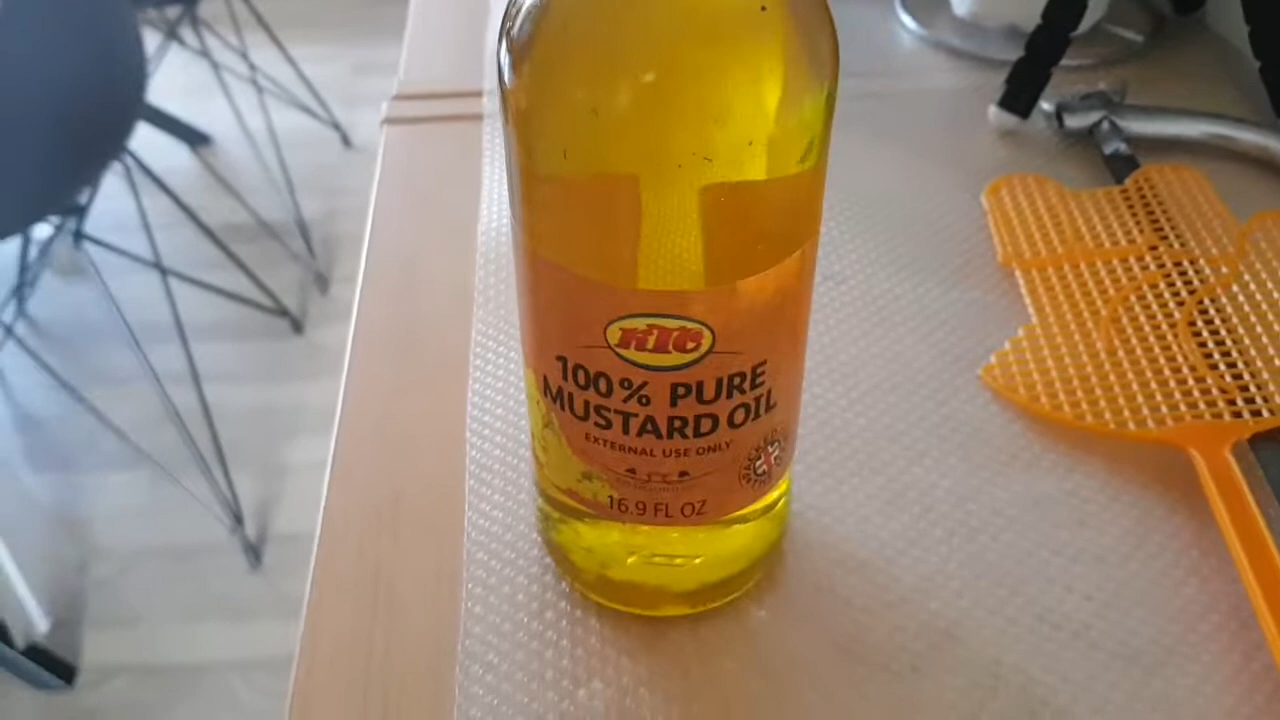 KTC
100% PURE
MUSTARD OIL
EXTERNAL USE ONLY
16.9 FL OZ